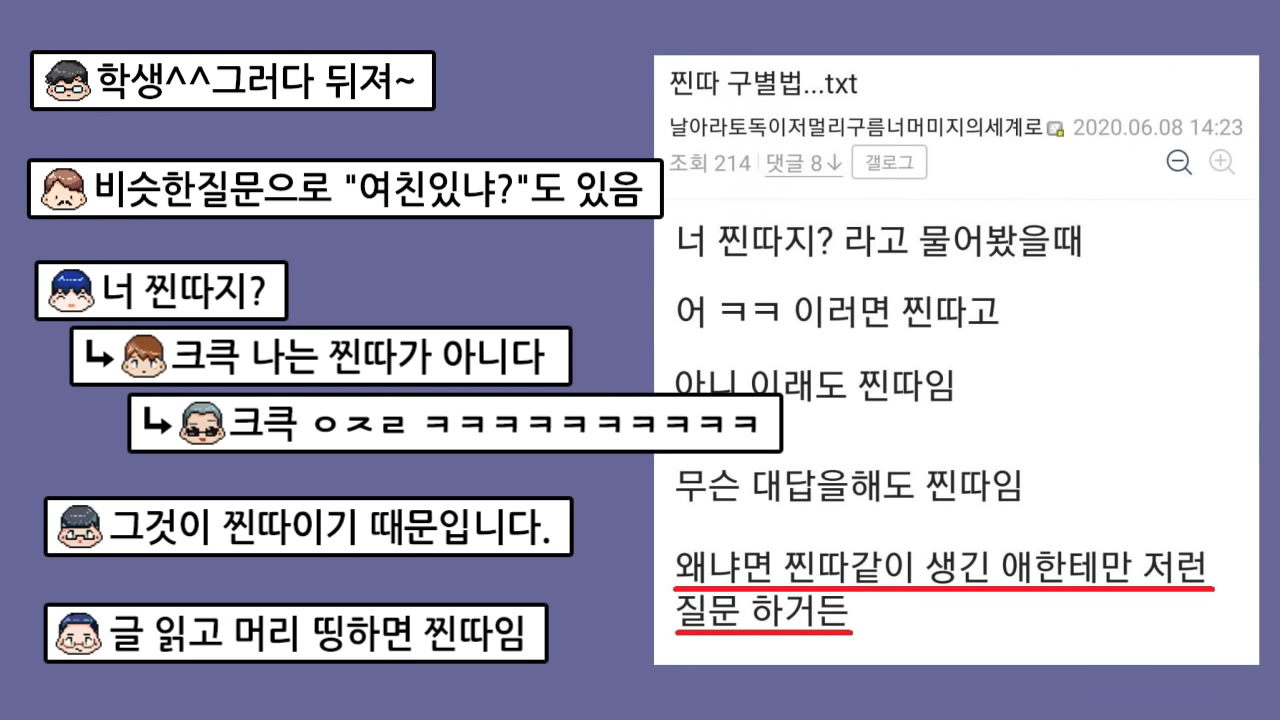 학생^^그러다 뒤져~
비슷한질문으로 "여친있냐?"도 있음
너 찐따지?
크큭 나는 찐따가 아니다
크큭 ㅇㅈㄹ ㅋㅋㅋㅋㅋㅋㅋㅋㅋㅋ
그것이 찐따이기 때문입니다.
글 읽고 머리 띵하면 찐따임
찐따 구별법...txt
날아라토독이저멀리구름너머미지의세계로 2020.06.08 14:23
조회 214 댓글 8↓ 갤로그
너 찐따지? 라고 물어봤을때
어 ㅋㅋ 이러면 찐따고
아니 이래도 찐따임
무슨 대답을해도 찐따임
왜냐면 찐따같이 생긴 애한테만 저런
질문 하거든